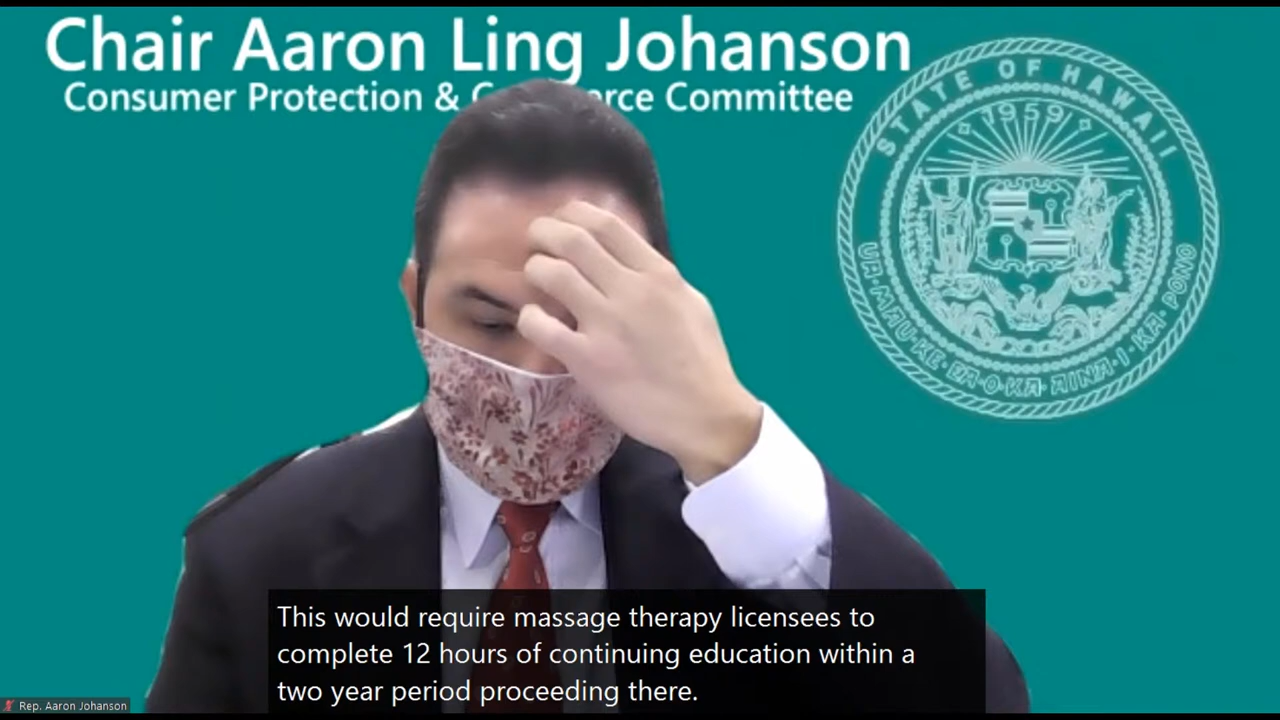 Chair Aaron Ling Johanson
Consumer Protection & Committee
STATE OF HAWAII
1959
UA MAU KE EA O KA AINA I KA PONO
This would require massage therapy licensees to
complete 12 hours of continuing education within a
two year period proceeding there.
Rep. Aaron Johanson